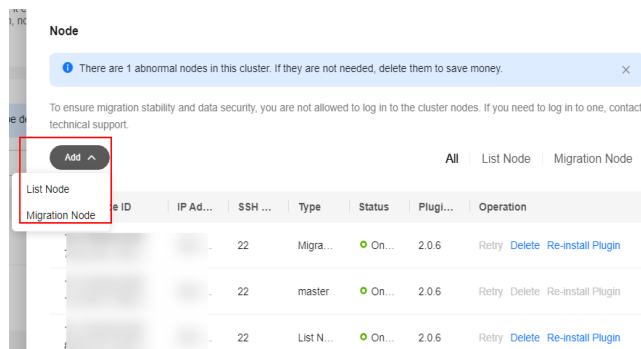 Node
There are 1 abnormal nodes in this cluster. If they are not needed, delete them to save money.
To ensure migration stability and data security, you are not allowed to log in to the cluster nodes. If you need to log in to one, contact
technical support.
Add
All List Node Migration Node
List Node
Migration Node
e ID IP Ad... SSH ... Type Status Plugi... Operation
22 Migra... On... 2.0.6 Retry Delete Re-install Plugin
22 master On... 2.0.6 Retry Delete Re-install Plugin
22 List N... On... 2.0.6 Retry Delete Re-install Plugin